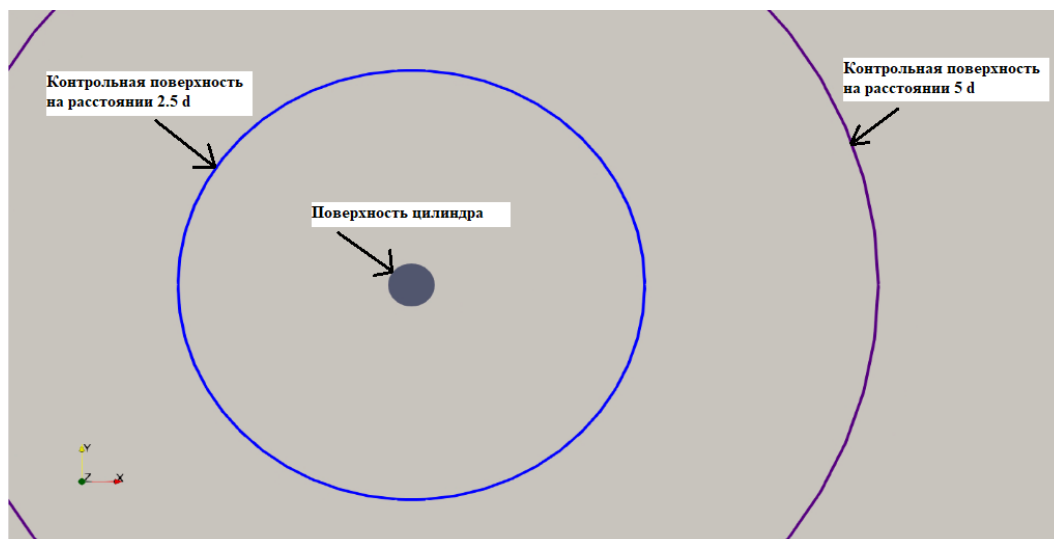 Контрольная поверхность
на расстоянии 2.5 d
Контрольная поверхность
на расстоянии 5 d
Поверхность цилиндра
Y
Z
X